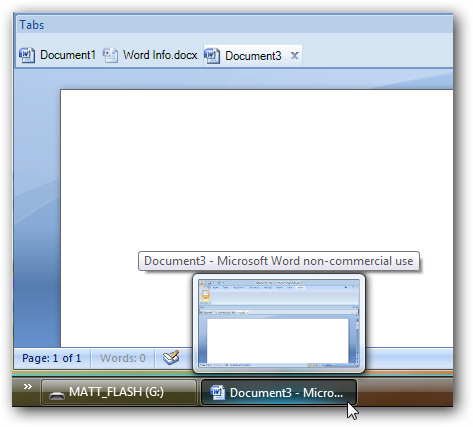 Tabs
Document1 Word Info.docx Document3
Document3 - Microsoft Word non-commercial use
Page: 1 of 1 Words: 0
MATT_FLASH (G:) Document3 - Micro...